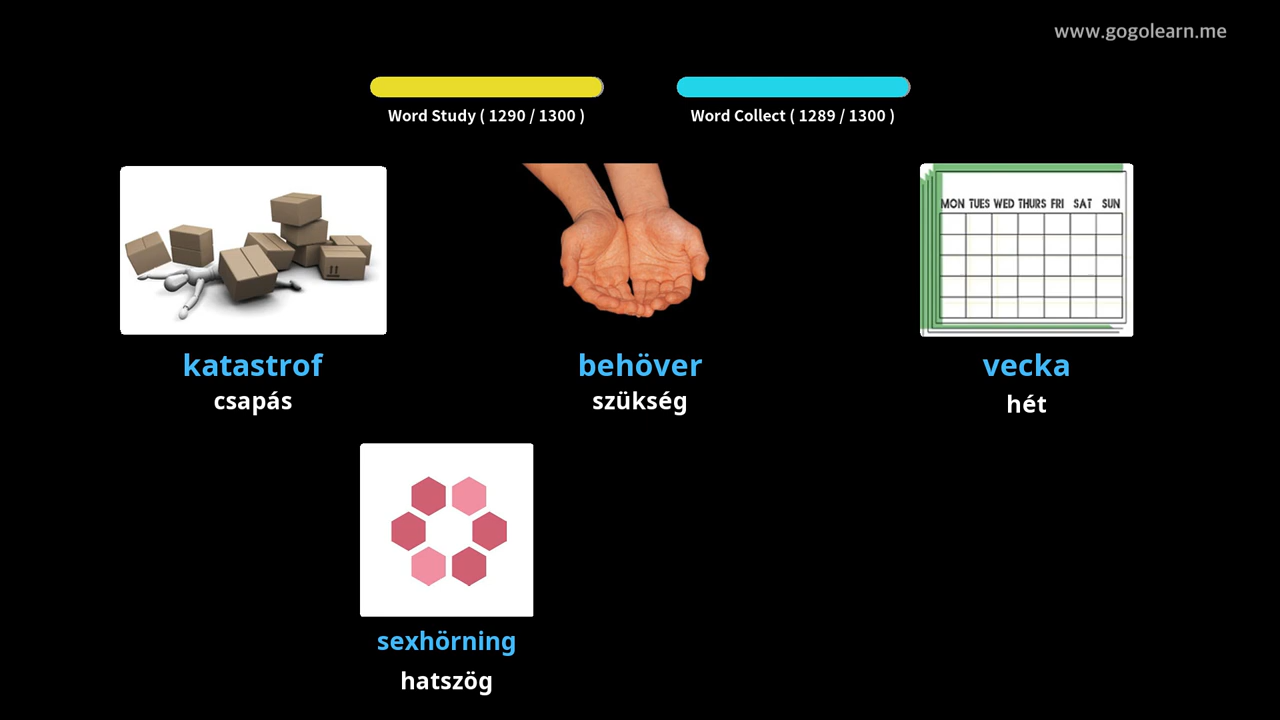 www.gogolearn.me
Word Study ( 1290 / 1300 )
Word Collect ( 1289 / 1300 )
MON TUES WED THURS FRI SAT SUN
katastrof
csapás
behöver
szükség
vecka
hét
sexhörning
hatszög